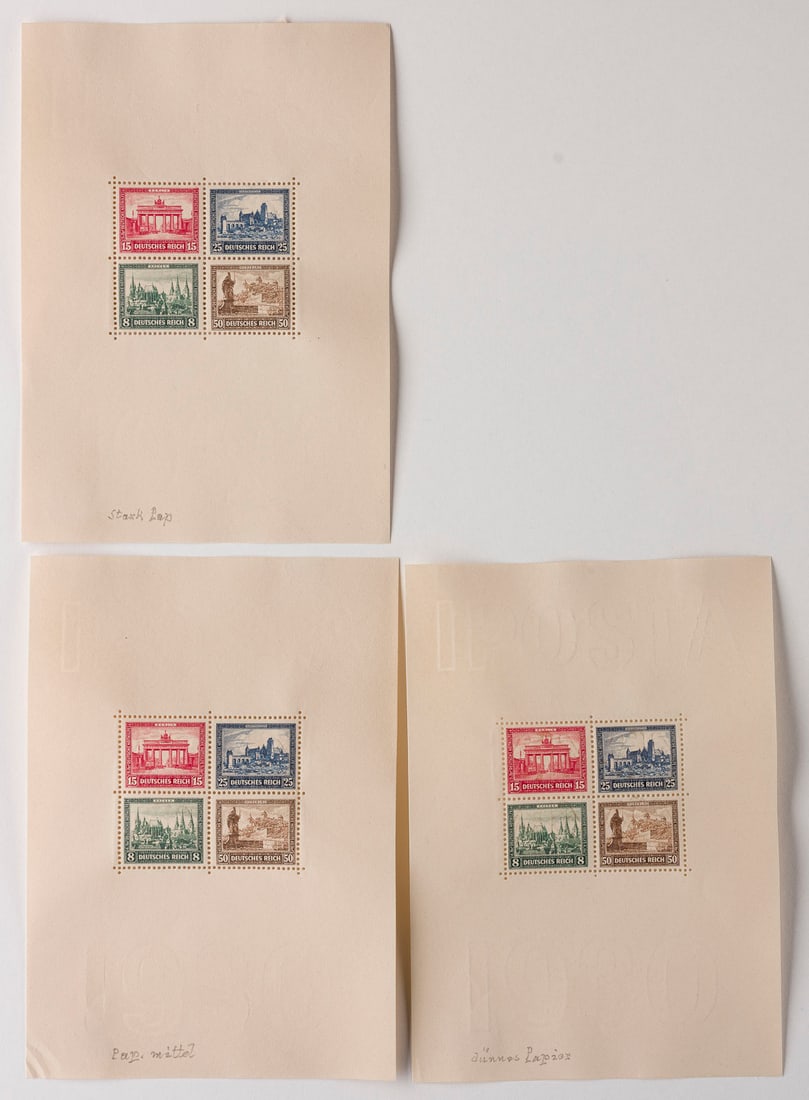 15 DEUTSCHES REICH 15
25 DEUTSCHES REICH 25
8 DEUTSCHES REICH 8
50 DEUTSCHES REICH 50
Stark Pap
IPOSTA
15 DEUTSCHES REICH 15
25 DEUTSCHES REICH 25
8 DEUTSCHES REICH 8
50 DEUTSCHES REICH 50
Pap. mittel
IPOSTA
15 DEUTSCHES REICH 15
25 DEUTSCHES REICH 25
8 DEUTSCHES REICH 8
50 DEUTSCHES REICH 50
1930
dünnes Papier